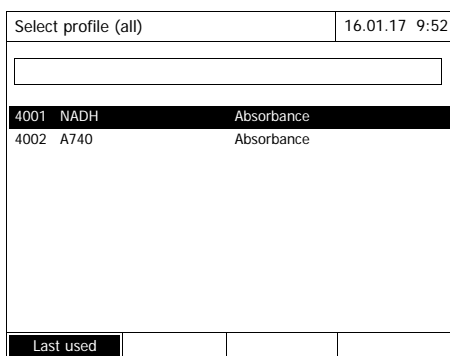 Select profile (all) 16.01.17 9:52
4001 NADH Absorbance
4002 A740 Absorbance
Last used